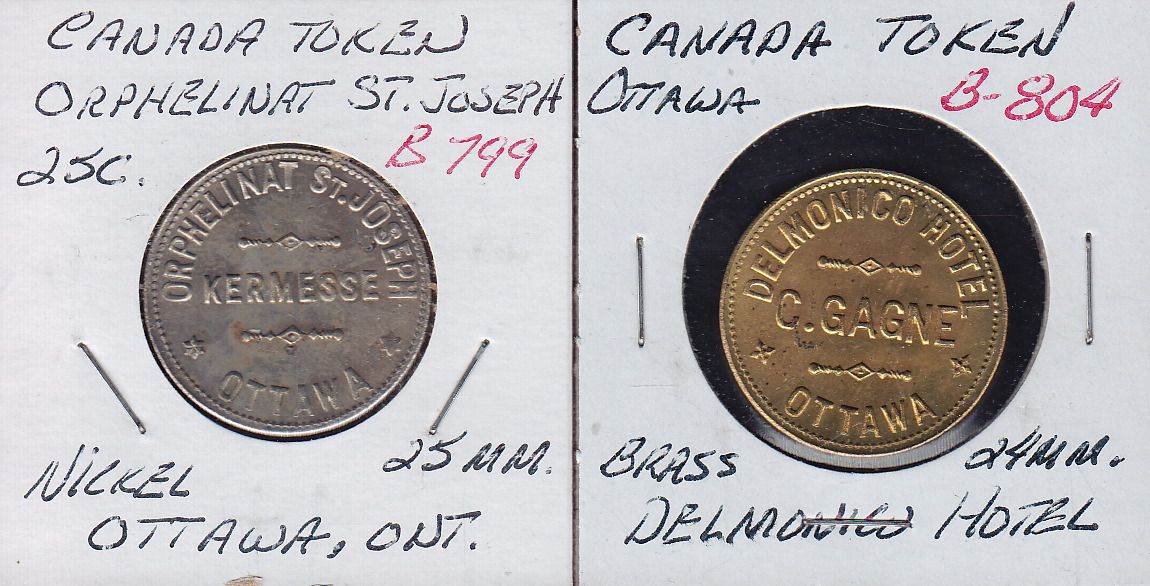 CANADA TOKEN
ORPHELINAT ST. JOSEPH
25C.
B 799
ORPHELINAT ST. JOSEPH
KERMESSE
OTTAWA
NICKEL
25 MM.
OTTAWA, ONT.
CANADA TOKEN
OTTAWA
B-804
DELMONICO HOTEL
C. GAGNE
OTTAWA
BRASS
24MM.
DELMONICO HOTEL